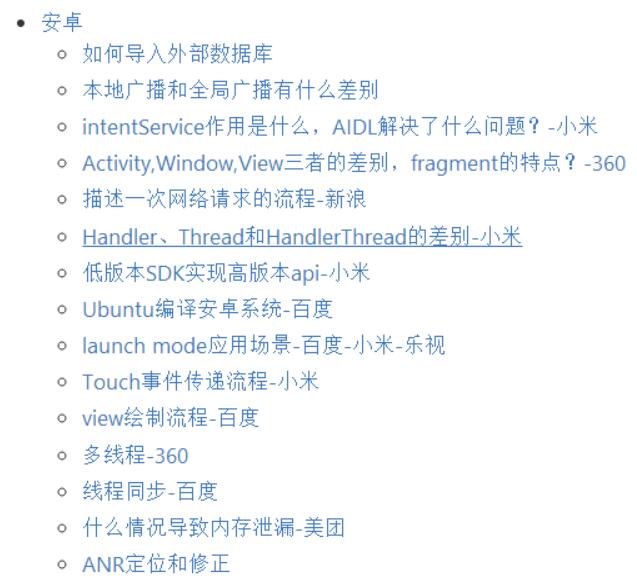 安卓
如何导入外部数据库
本地广播和全局广播有什么差别
intentService作用是什么，AIDL解决了什么问题？-小米
Activity,Window,View三者的差别，fragment的特点？-360
描述一次网络请求的流程-新浪
Handler、Thread和HandlerThread的差别-小米
低版本SDK实现高版本api-小米
Ubuntu编译安卓系统-百度
launch mode应用场景-百度-小米-乐视
Touch事件传递流程-小米
view绘制流程-百度
多线程-360
线程同步-百度
什么情况导致内存泄漏-美团
ANR定位和修正